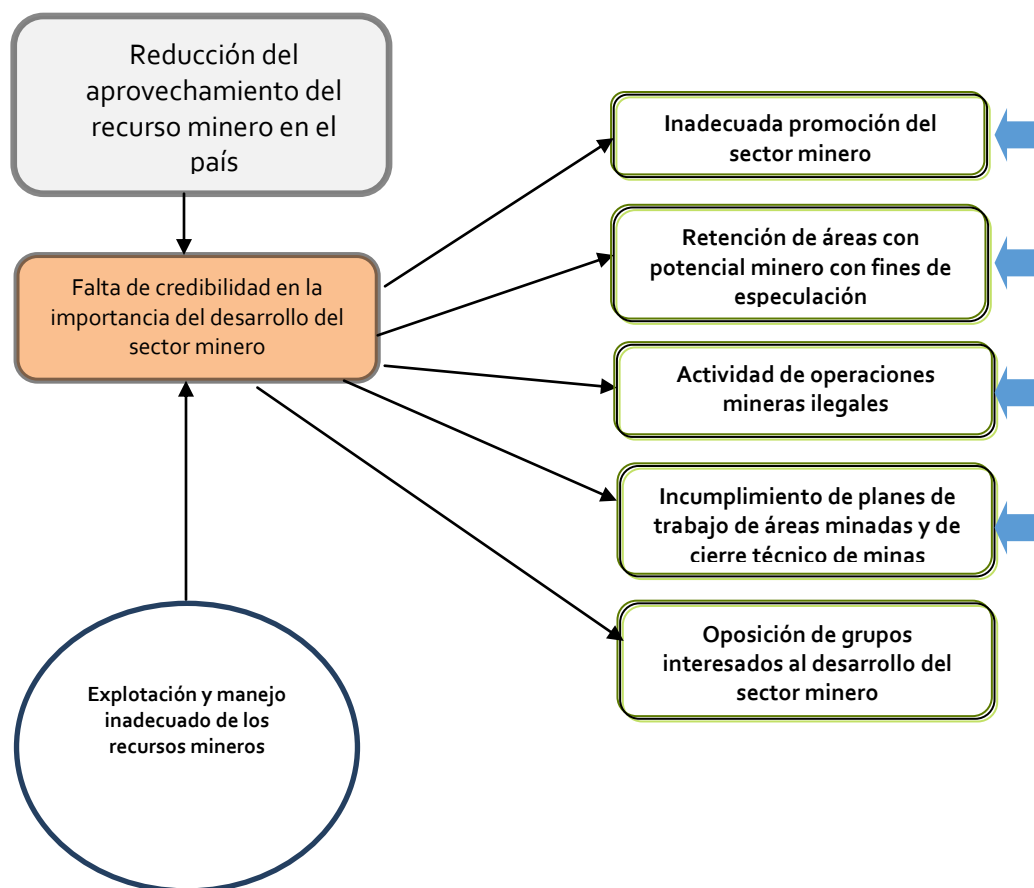 Reducción del
aprovechamiento del
recurso minero en el
país
Falta de credibilidad en la
importancia del desarrollo del
sector minero
Explotación y manejo
inadecuado de los
recursos mineros
Inadecuada promoción del
sector minero
Retención de áreas con
potencial minero con fines de
especulación
Actividad de operaciones
mineras ilegales
Incumplimiento de planes de
trabajo de áreas minadas y de
cierre técnico de minas
Oposición de grupos
interesados al desarrollo del
sector minero